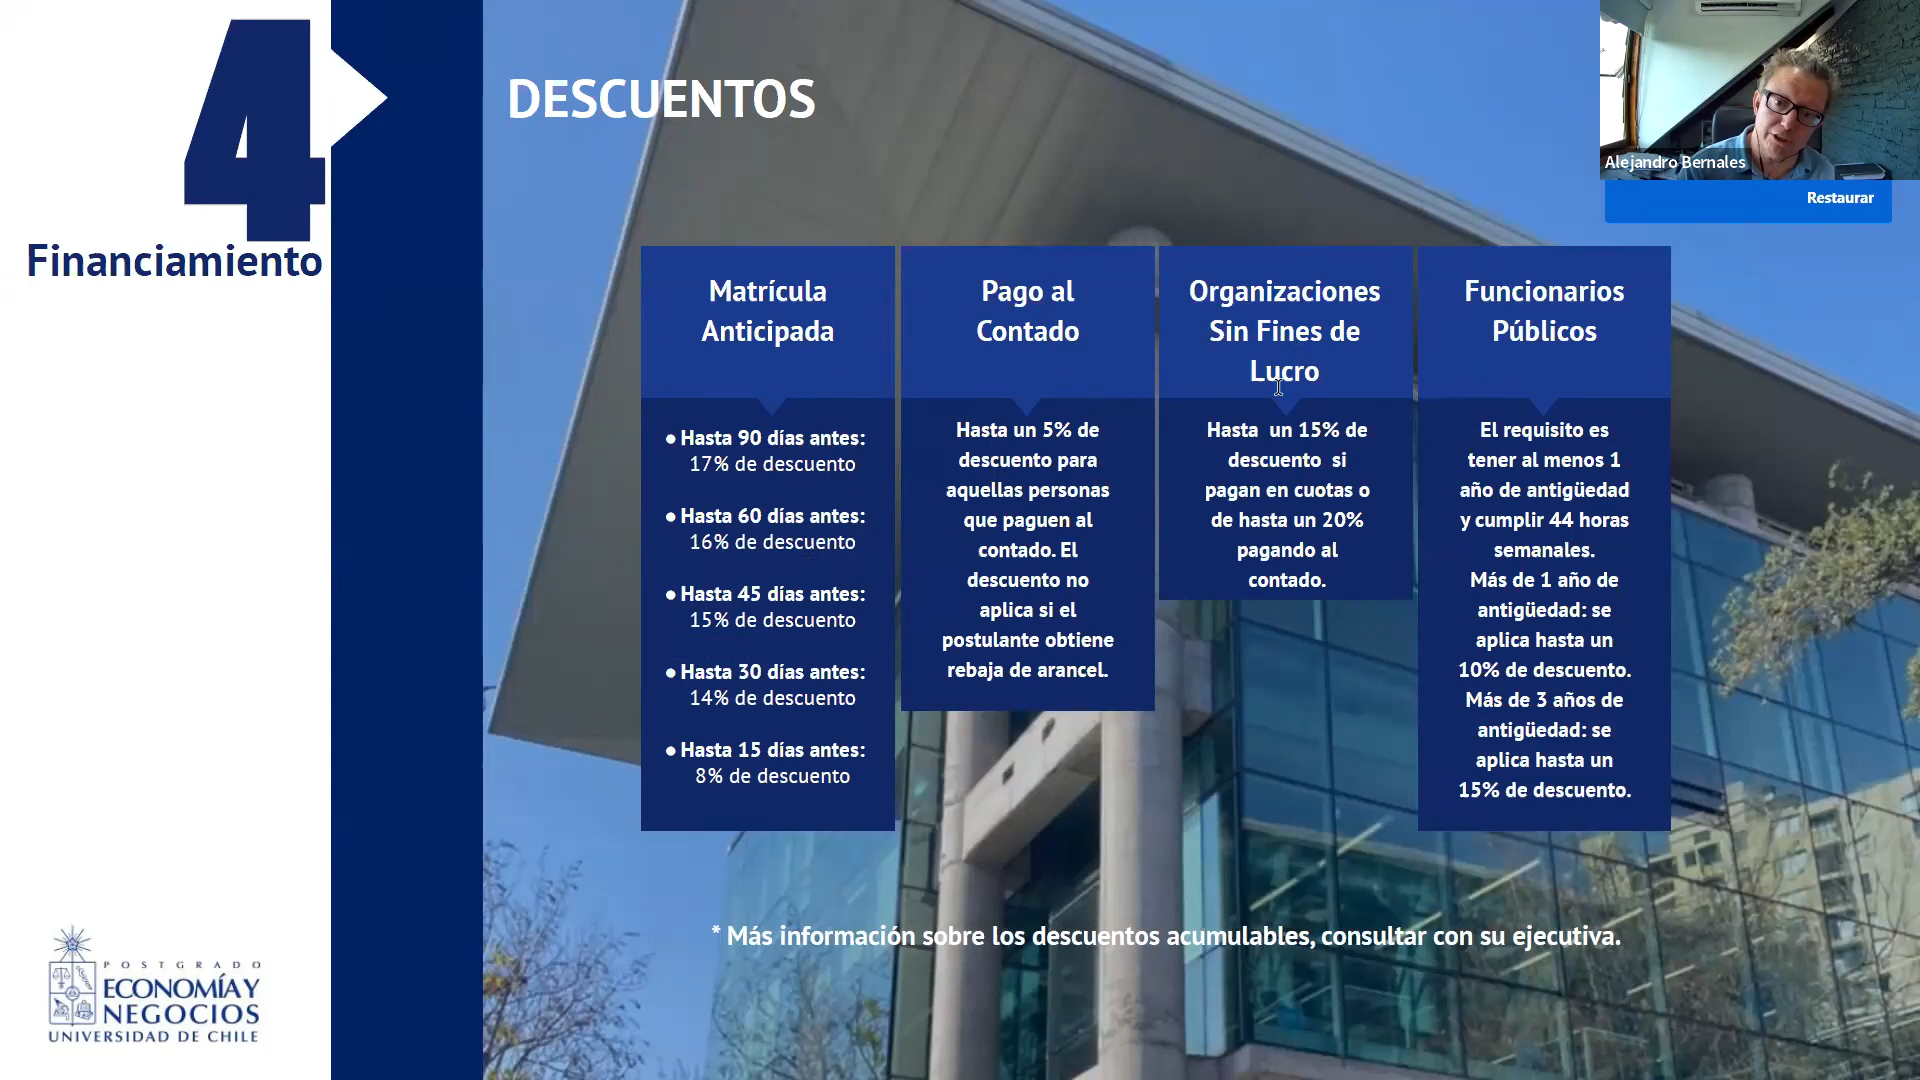 4
Financiamiento
DESCUENTOS
Alejandro Bernales
Restaurar
Matrícula
Anticipada
● Hasta 90 días antes:
17% de descuento
● Hasta 60 días antes:
16% de descuento
● Hasta 45 días antes:
15% de descuento
● Hasta 30 días antes:
14% de descuento
● Hasta 15 días antes:
8% de descuento
Pago al
Contado
Hasta un 5% de
descuento para
aquellas personas
que paguen al
contado. El
descuento no
aplica si el
postulante obtiene
rebaja de arancel.
Organizaciones
Sin Fines de
Lucro
Hasta un 15% de
descuento si
pagan en cuotas o
de hasta un 20%
pagando al
contado.
Funcionarios
Públicos
El requisito es
tener al menos 1
año de antigüedad
y cumplir 44 horas
semanales.
Más de 1 año de
antigüedad: se
aplica hasta un
10% de descuento.
Más de 3 años de
antigüedad: se
aplica hasta un
15% de descuento.
* Más información sobre los descuentos acumulables, consultar con su ejecutiva.
POSTGRADO
ECONOMÍA Y
NEGOCIOS
UNIVERSIDAD DE CHILE